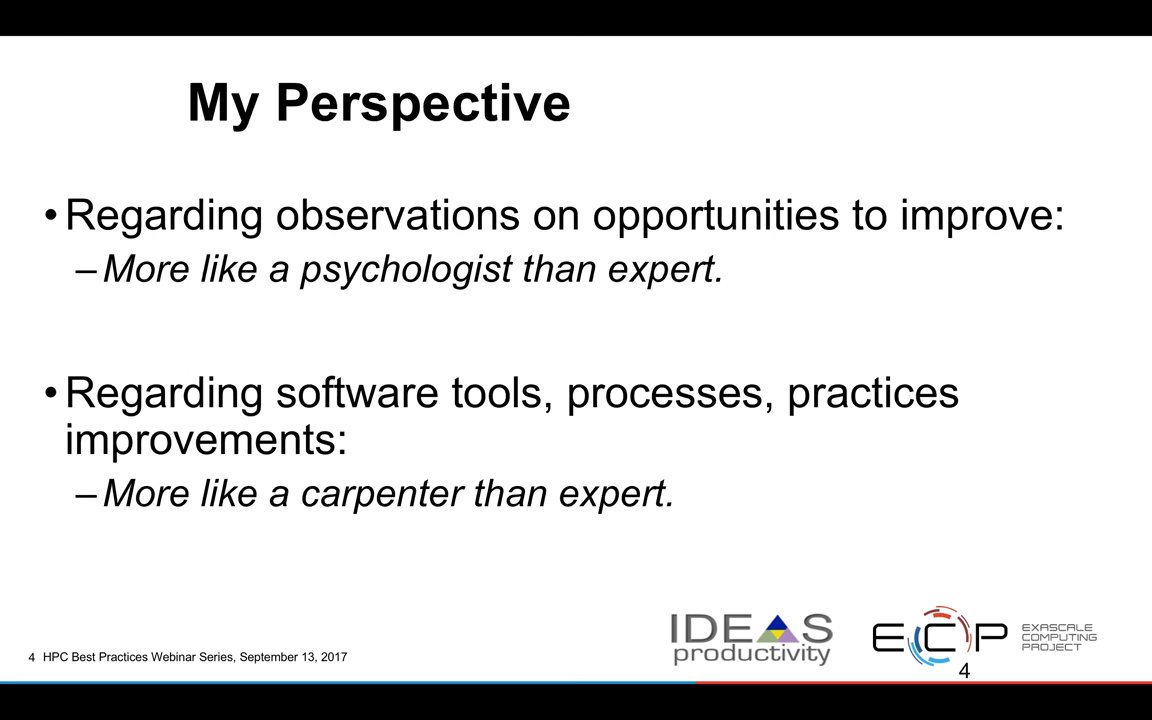 My Perspective
• Regarding observations on opportunities to improve:
– More like a psychologist than expert.
• Regarding software tools, processes, practices
improvements:
– More like a carpenter than expert.
4 HPC Best Practices Webinar Series, September 13, 2017
IDEAS
productivity
ECP
EXASCALE
COMPUTING
PROJECT
4